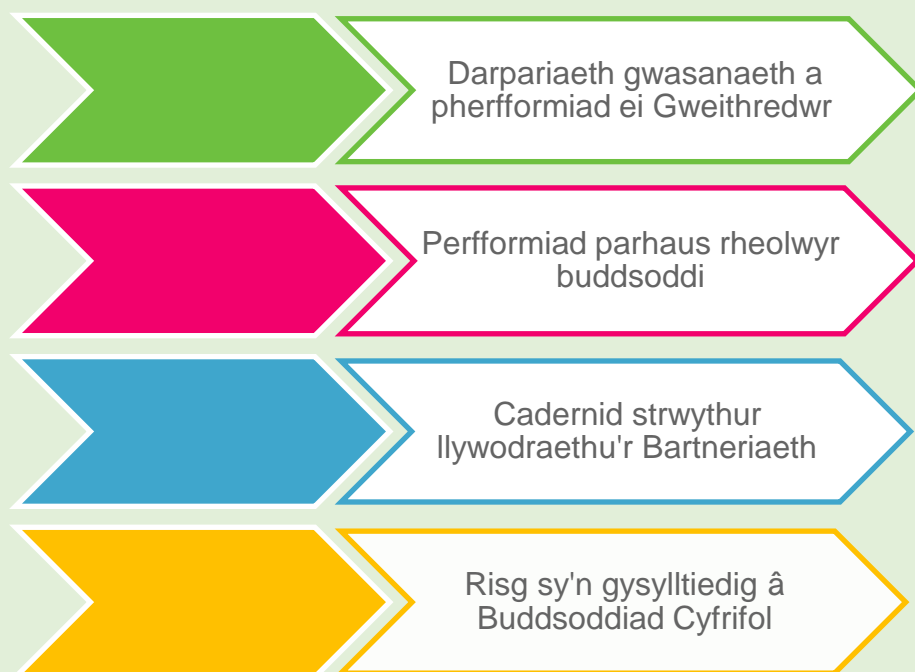 Darpariaeth gwasanaeth a
pherfformiad ei Gweithredwr
Perfformiad parhaus rheolwyr
buddsoddi
Cadernid strwythur
llywodraethu'r Bartneriaeth
Risg sy'n gysylltiedig â
Buddsoddiad Cyfrifol